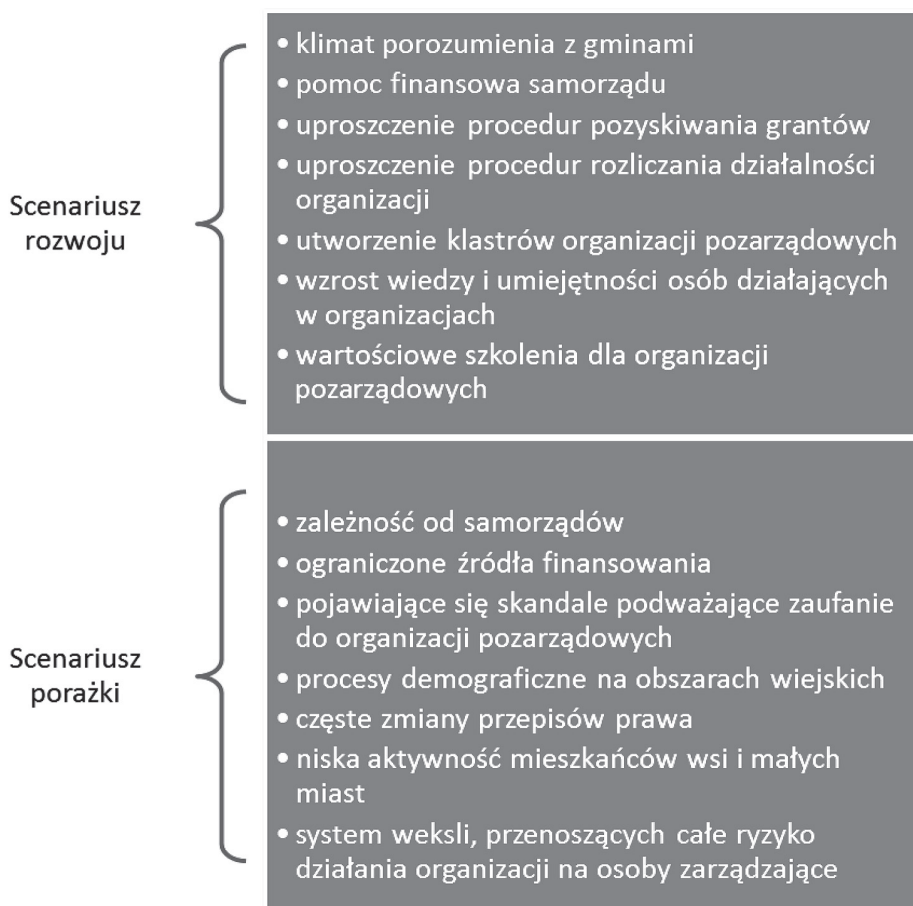 Scenariusz
rozwoju
• klimat porozumienia z gminami
• pomoc finansowa samorządu
• uproszczenie procedur pozyskiwania grantów
• uproszczenie procedur rozliczania działalności
organizacji
• utworzenie klastrów organizacji pozarządowych
• wzrost wiedzy i umiejętności osób działających
w organizacjach
• wartościowe szkolenia dla organizacji
pozarządowych
Scenariusz
porażki
• zależność od samorządów
• ograniczone źródła finansowania
• pojawiające się skandale podważające zaufanie
do organizacji pozarządowych
• procesy demograficzne na obszarach wiejskich
• częste zmiany przepisów prawa
• niska aktywność mieszkańców wsi i małych
miast
• system weksli, przenoszących całe ryzyko
działania organizacji na osoby zarządzające